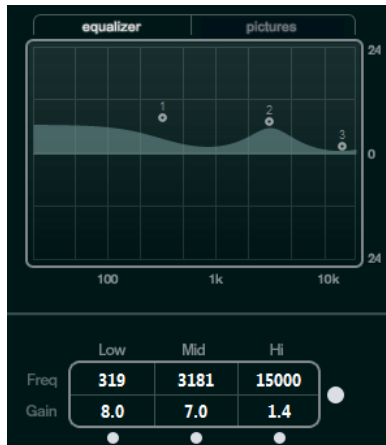 equalizer pictures
24
1 2
3
0
24
100 1k 10k
Low Mid Hi
Freq 319 3181 15000
Gain 8.0 7.0 1.4